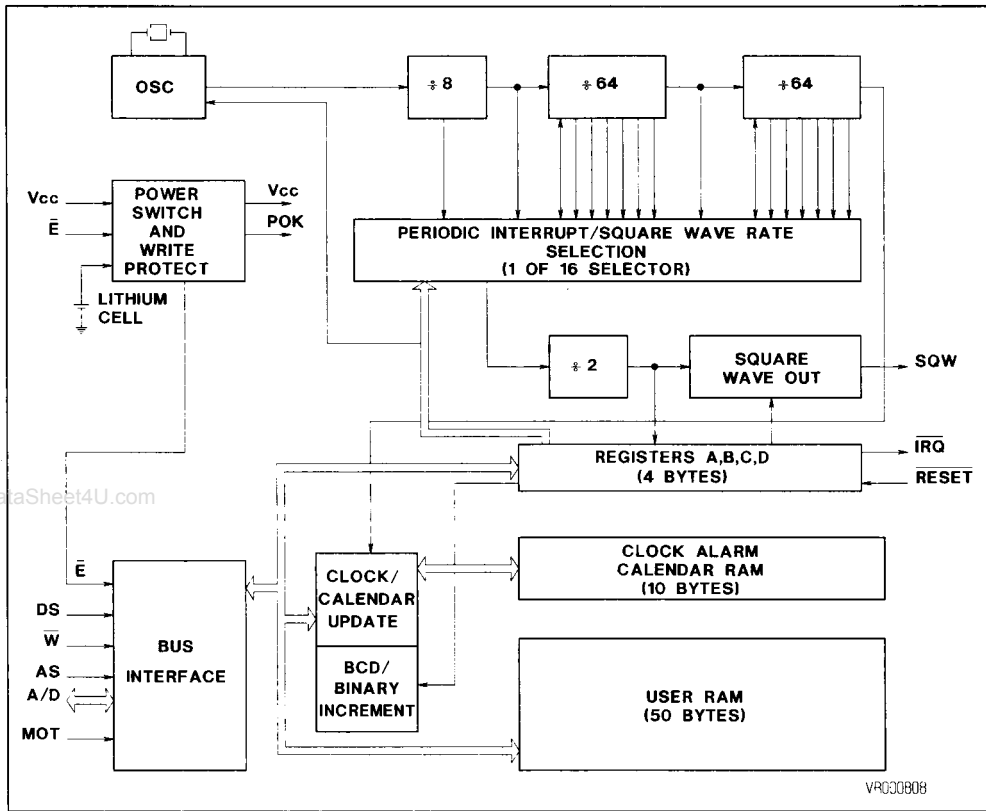 OSC
÷ 8
÷ 64
÷ 64
Vcc
E̅
POWER
SWITCH
AND
WRITE
PROTECT
Vcc
POK
LITHIUM
CELL
PERIODIC INTERRUPT/SQUARE WAVE RATE
SELECTION
(1 OF 16 SELECTOR)
÷ 2
SQUARE
WAVE OUT
SQW
REGISTERS A,B,C,D
(4 BYTES)
I̅R̅Q̅
R̅E̅S̅E̅T̅
ataSheet4U.com
E̅
DS
W̅
AS
A/D
MOT
BUS
INTERFACE
CLOCK/
CALENDAR
UPDATE
BCD/
BINARY
INCREMENT
CLOCK ALARM
CALENDAR RAM
(10 BYTES)
USER RAM
(50 BYTES)
VR000808